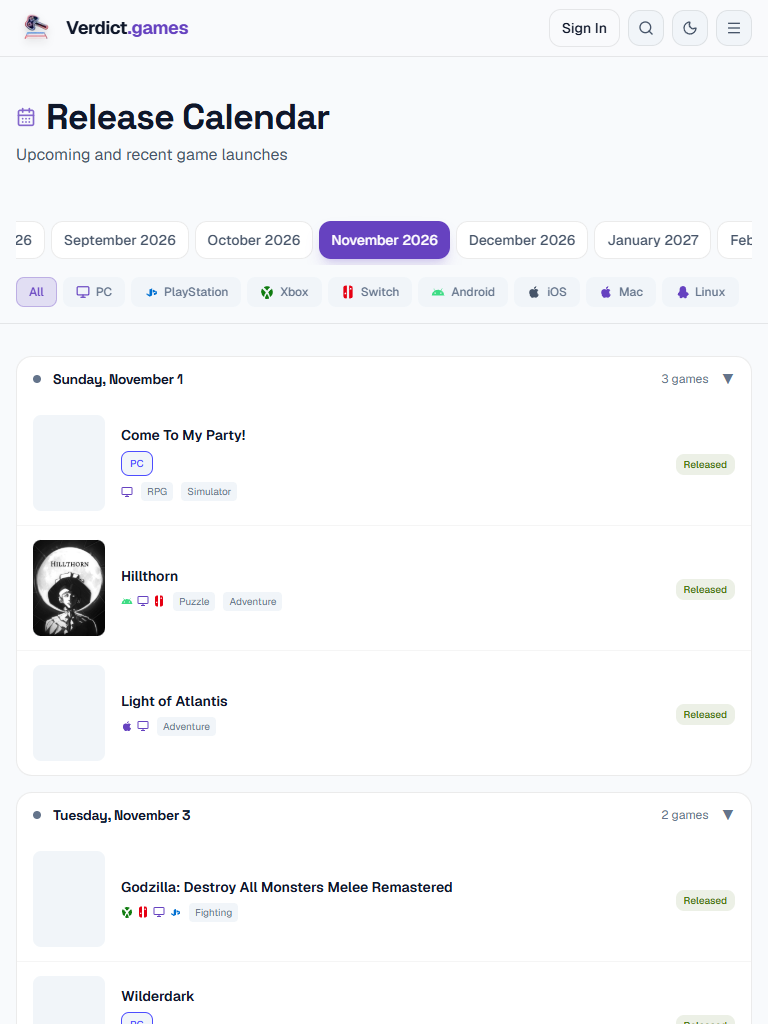 Verdict.games
Sign In
Release Calendar
Upcoming and recent game launches
26
September 2026
October 2026
November 2026
December 2026
January 2027
Feb
All
PC
PlayStation
Xbox
Switch
Android
iOS
Mac
Linux
Sunday, November 1
3 games
Come To My Party!
PC
Released
RPG
Simulator
HILLTHORN
Hillthorn
Released
Puzzle
Adventure
Light of Atlantis
Released
Adventure
Tuesday, November 3
2 games
Godzilla: Destroy All Monsters Melee Remastered
Released
Fighting
Wilderdark
PC
Released